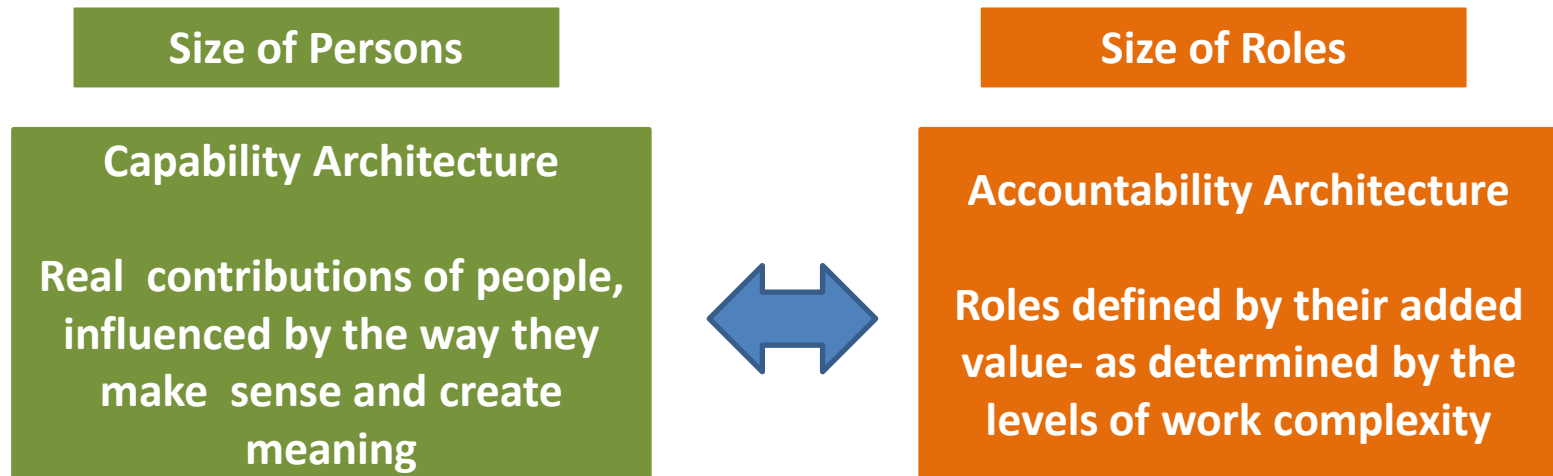 Size of Persons
Size of Roles
Capability Architecture
Real  contributions of people,
influenced by the way they
make  sense and create
meaning
Accountability Architecture
Roles defined by their added
value- as determined by the
levels of work complexity